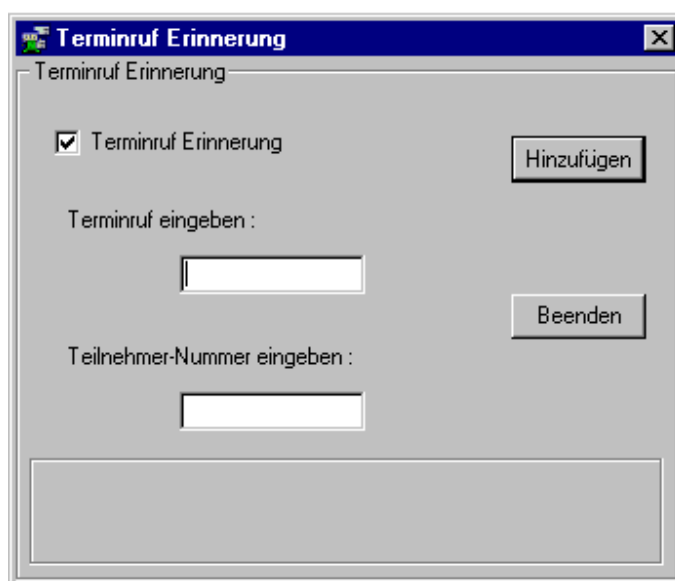 Terminruf Erinnerung
Terminruf Erinnerung
Terminruf Erinnerung
Hinzufügen
Terminruf eingeben :
Beenden
Teilnehmer-Nummer eingeben :